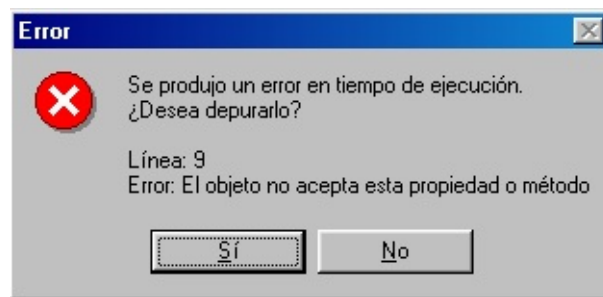 Error
Se produjo un error en tiempo de ejecución.
¿Desea depurarlo?
Línea: 9
Error: El objeto no acepta esta propiedad o método
Sí
No